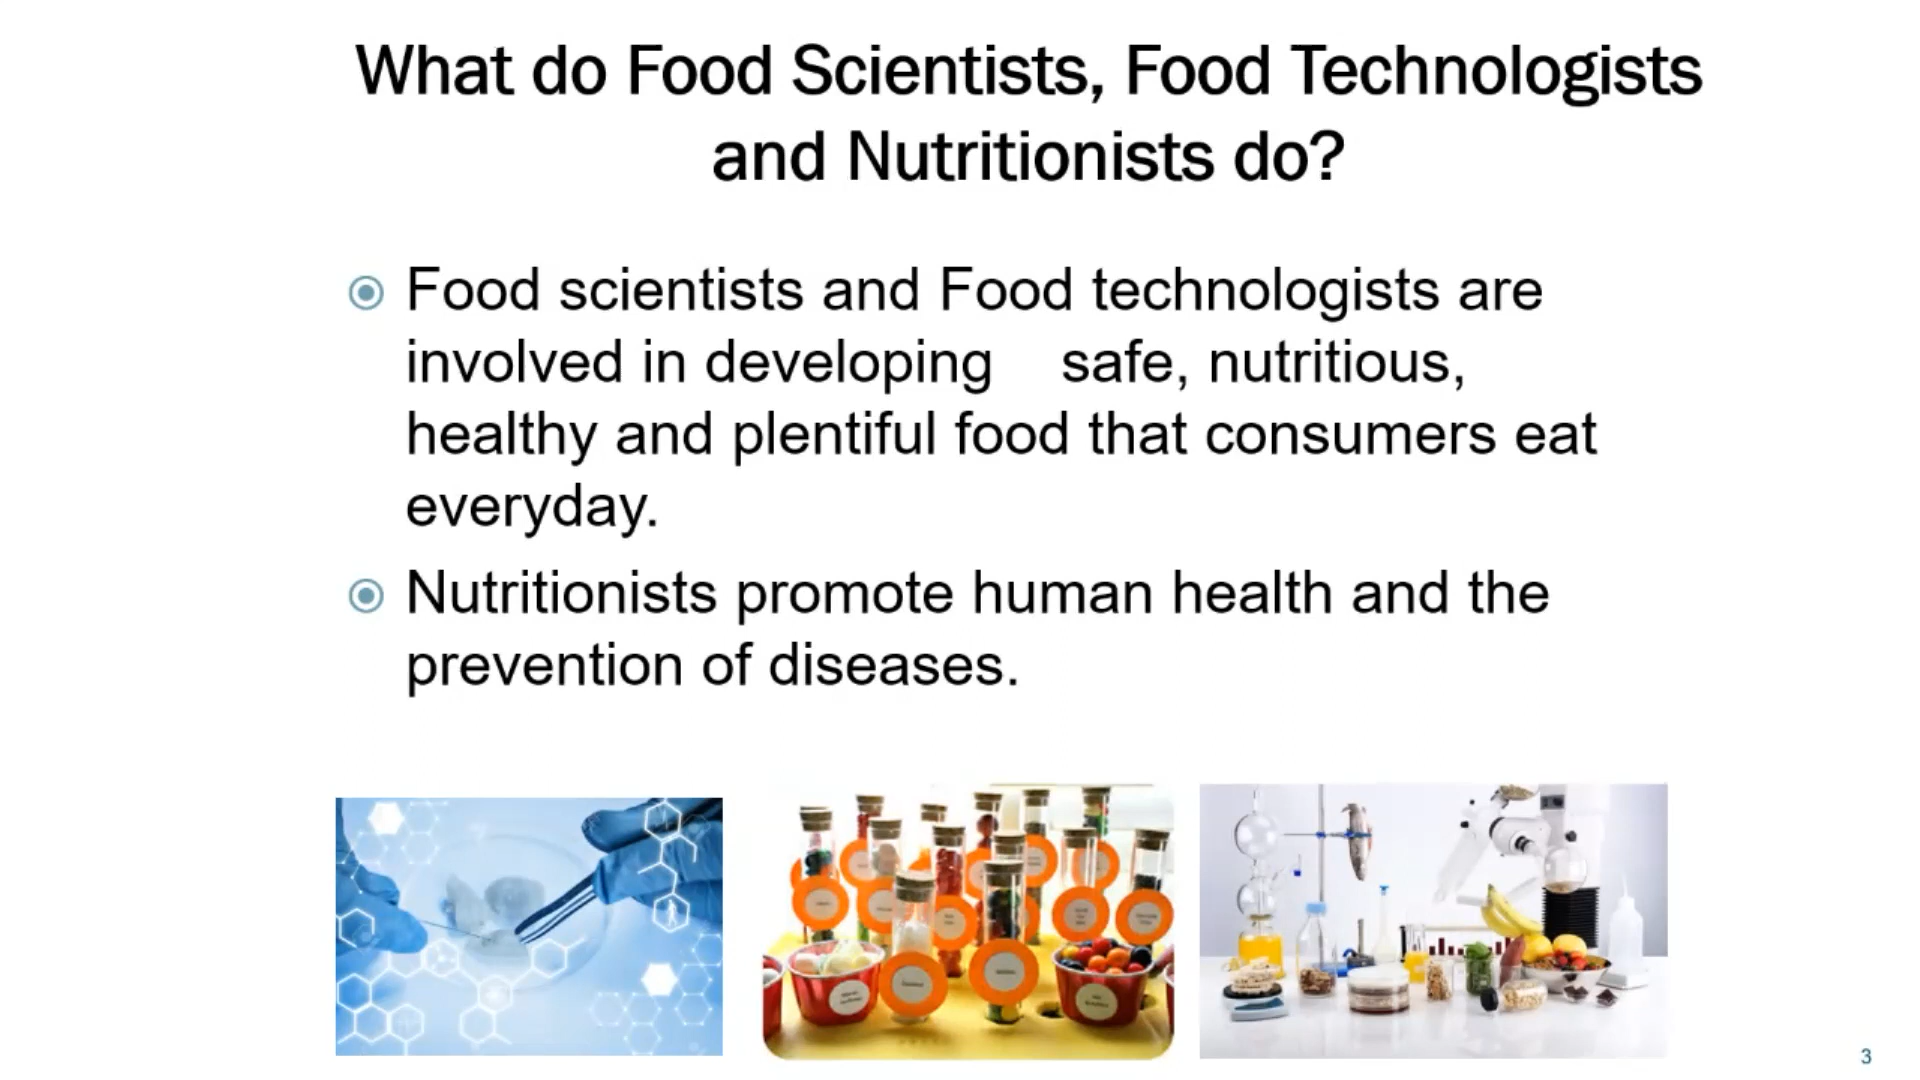 What do Food Scientists, Food Technologists
and Nutritionists do?
Food scientists and Food technologists are
involved in developing safe, nutritious,
healthy and plentiful food that consumers eat
everyday.
Nutritionists promote human health and the
prevention of diseases.
3